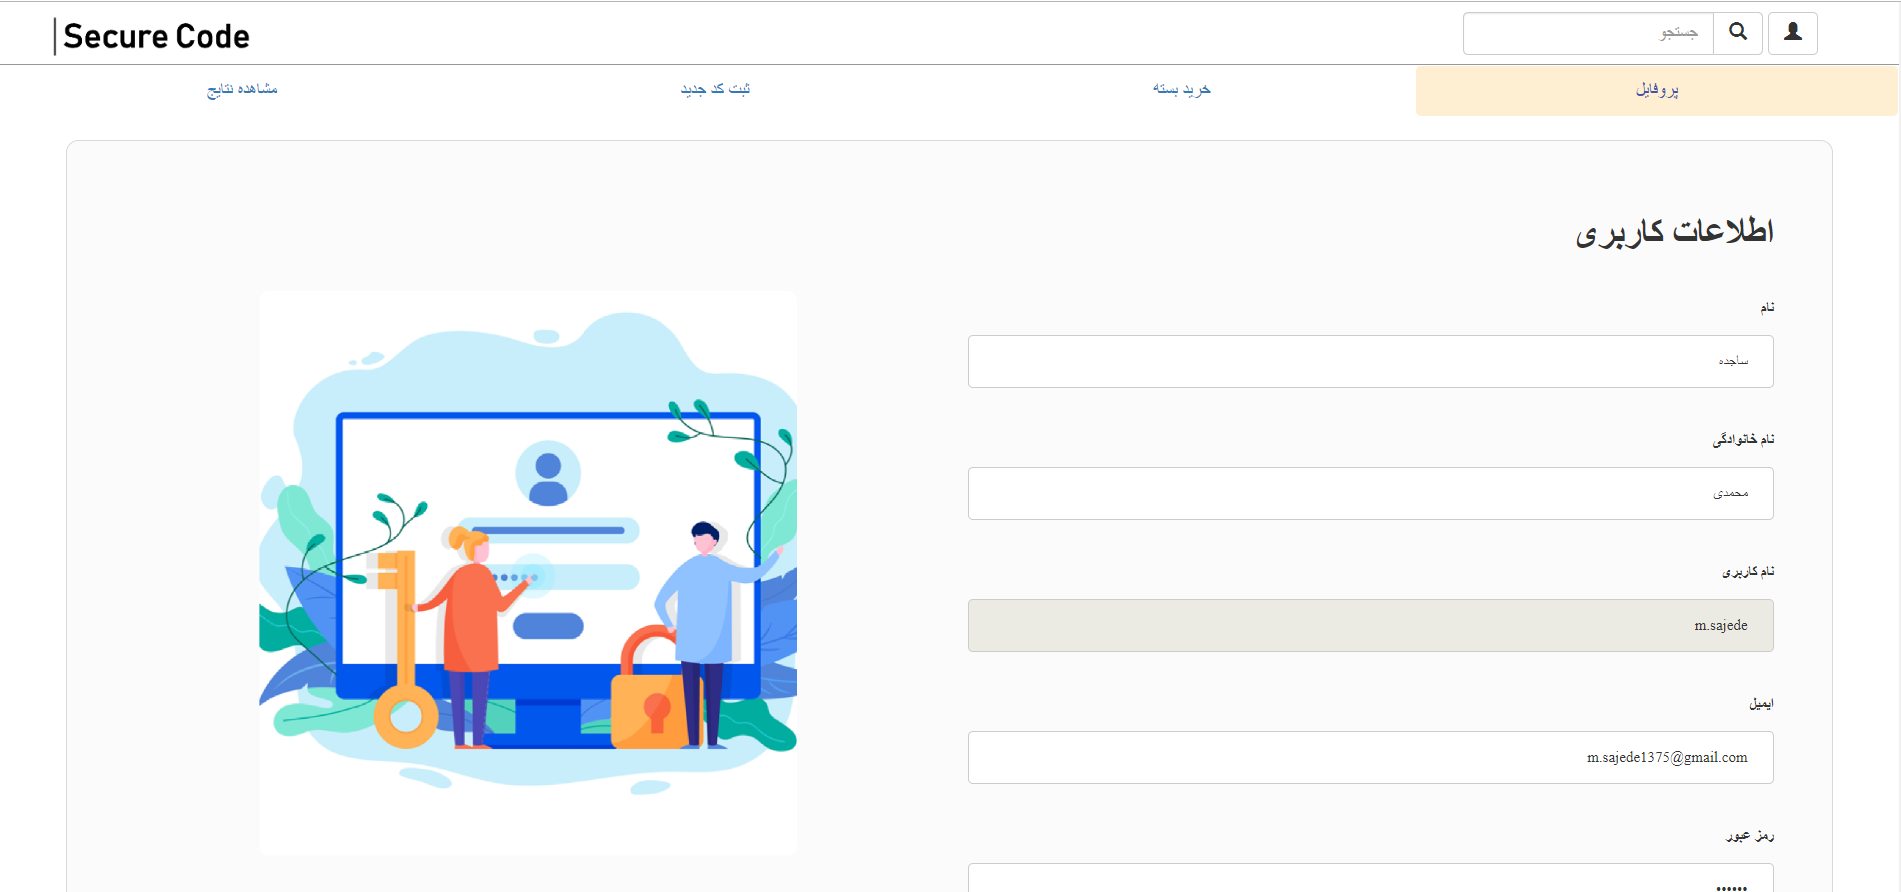 Secure Code
جستجو
پروفایل
خرید بسته
ثبت کد جدید
مشاهده نتایج
اطلاعات کاربری
نام
ساجده
نام خانوادگی
محمدی
نام کاربری
m.sajede
ایمیل
m.sajede1375@gmail.com
رمز عبور
••••••